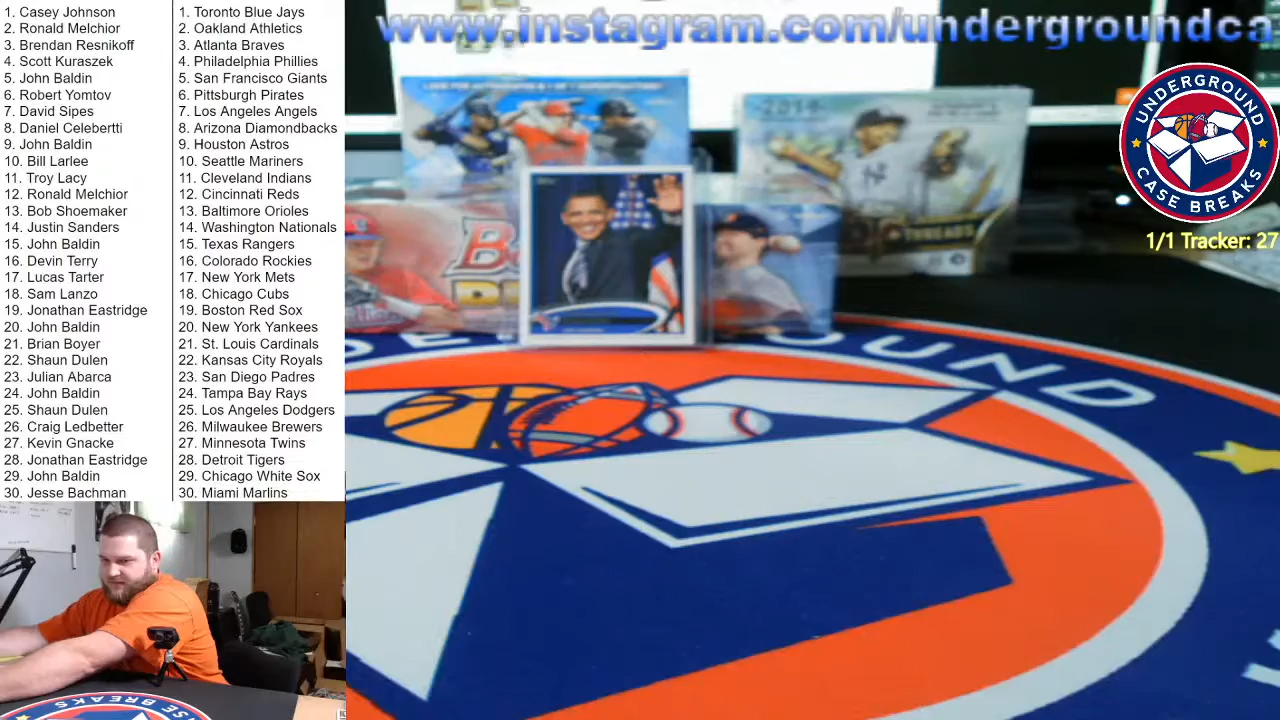 1. Casey Johnson
2. Ronald Melchior
3. Brendan Resnikoff
4. Scott Kuraszek
5. John Baldin
6. Robert Yomtov
7. David Sipes
8. Daniel Celebertti
9. John Baldin
10. Bill Larlee
11. Troy Lacy
12. Ronald Melchior
13. Bob Shoemaker
14. Justin Sanders
15. John Baldin
16. Devin Terry
17. Lucas Tarter
18. Sam Lanzo
19. Jonathan Eastridge
20. John Baldin
21. Brian Boyer
22. Shaun Dulen
23. Julian Abarca
24. John Baldin
25. Shaun Dulen
26. Craig Ledbetter
27. Kevin Gnacke
28. Jonathan Eastridge
29. John Baldin
30. Jesse Bachman
1. Toronto Blue Jays
2. Oakland Athletics
3. Atlanta Braves
4. Philadelphia Phillies
5. San Francisco Giants
6. Pittsburgh Pirates
7. Los Angeles Angels
8. Arizona Diamondbacks
9. Houston Astros
10. Seattle Mariners
11. Cleveland Indians
12. Cincinnati Reds
13. Baltimore Orioles
14. Washington Nationals
15. Texas Rangers
16. Colorado Rockies
17. New York Mets
18. Chicago Cubs
19. Boston Red Sox
20. New York Yankees
21. St. Louis Cardinals
22. Kansas City Royals
23. San Diego Padres
24. Tampa Bay Rays
25. Los Angeles Dodgers
26. Milwaukee Brewers
27. Minnesota Twins
28. Detroit Tigers
29. Chicago White Sox
30. Miami Marlins
www.instagram.com/undergroundca
UNDERGROUND
CASE BREAKS
1/1 Tracker: 27
THREADS
DE
OUND
BREAKS